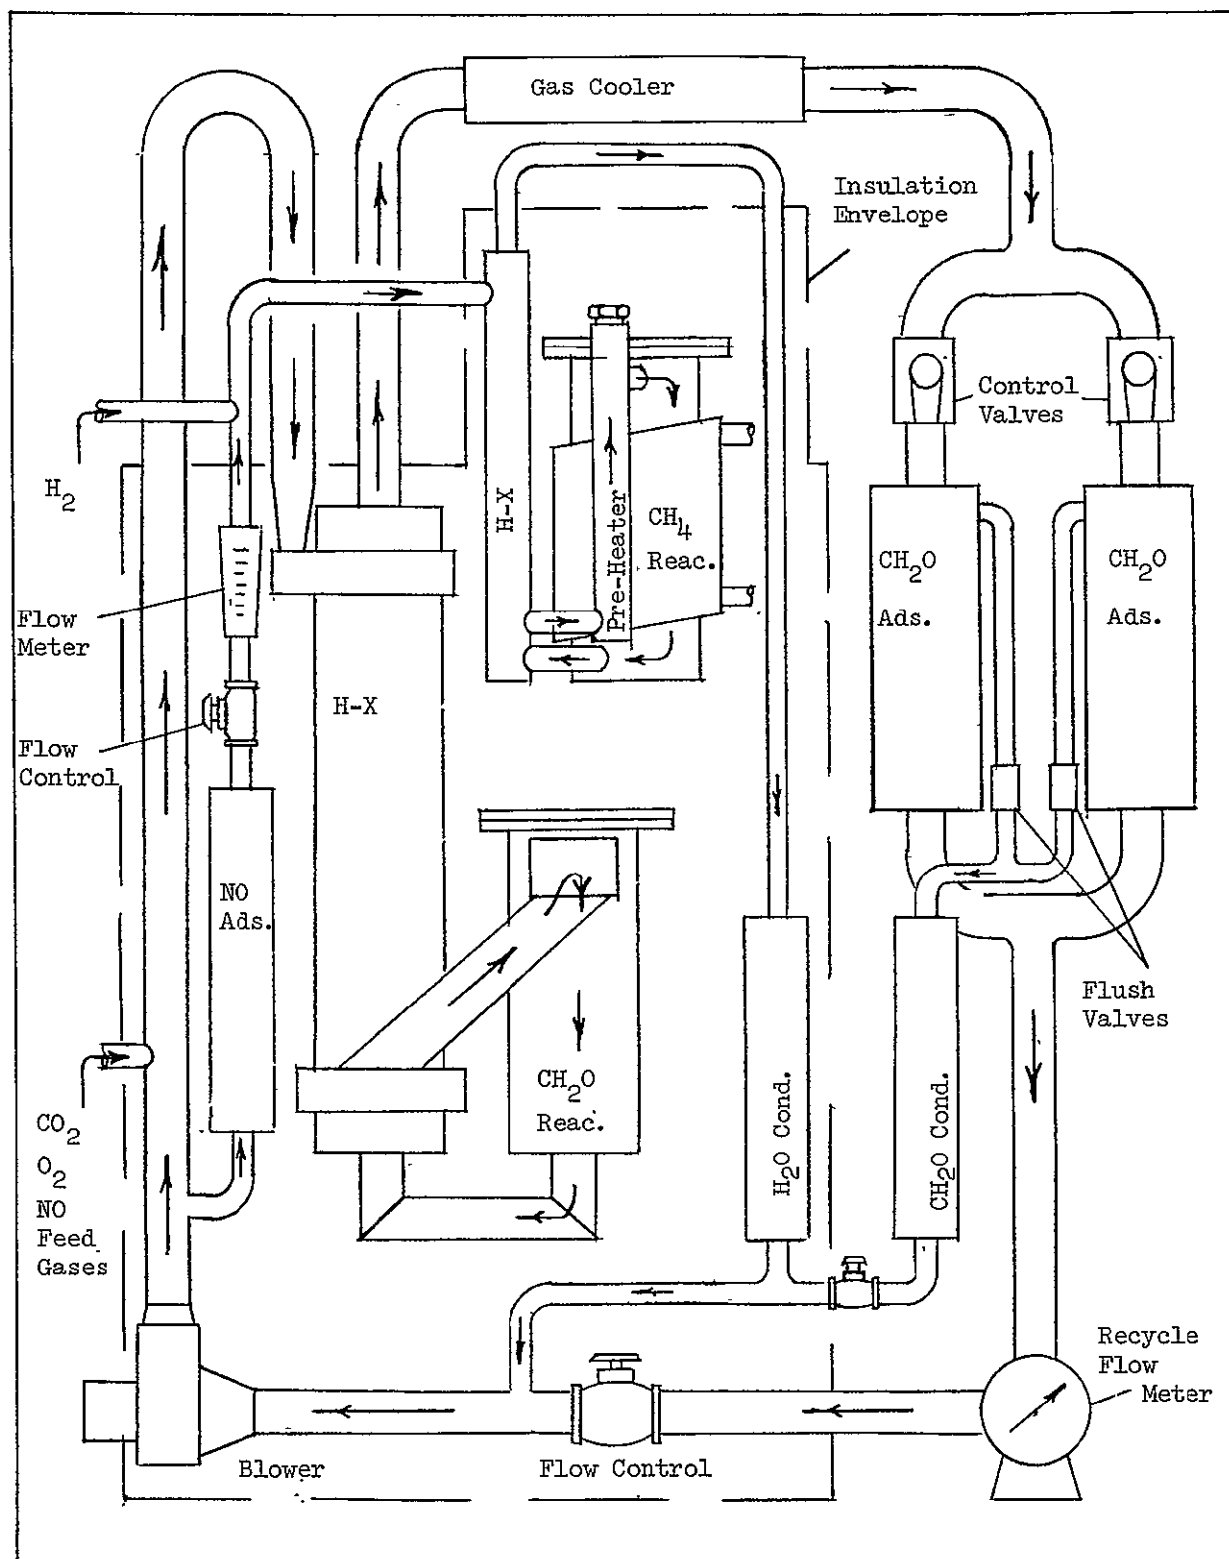 Gas Cooler
Insulation
Envelope
Control
Valves
H2
H-X
Pre-Heater
CH4
Reac.
CH2O
Ads.
CH2O
Ads.
Flow
Meter
H-X
Flow
Control
NO
Ads.
Flush
Valves
CH2O
Reac.
H2O Cond.
CH2O Cond.
CO2
O2
NO
Feed
Gases
Recycle
Flow
Meter
Blower
Flow Control